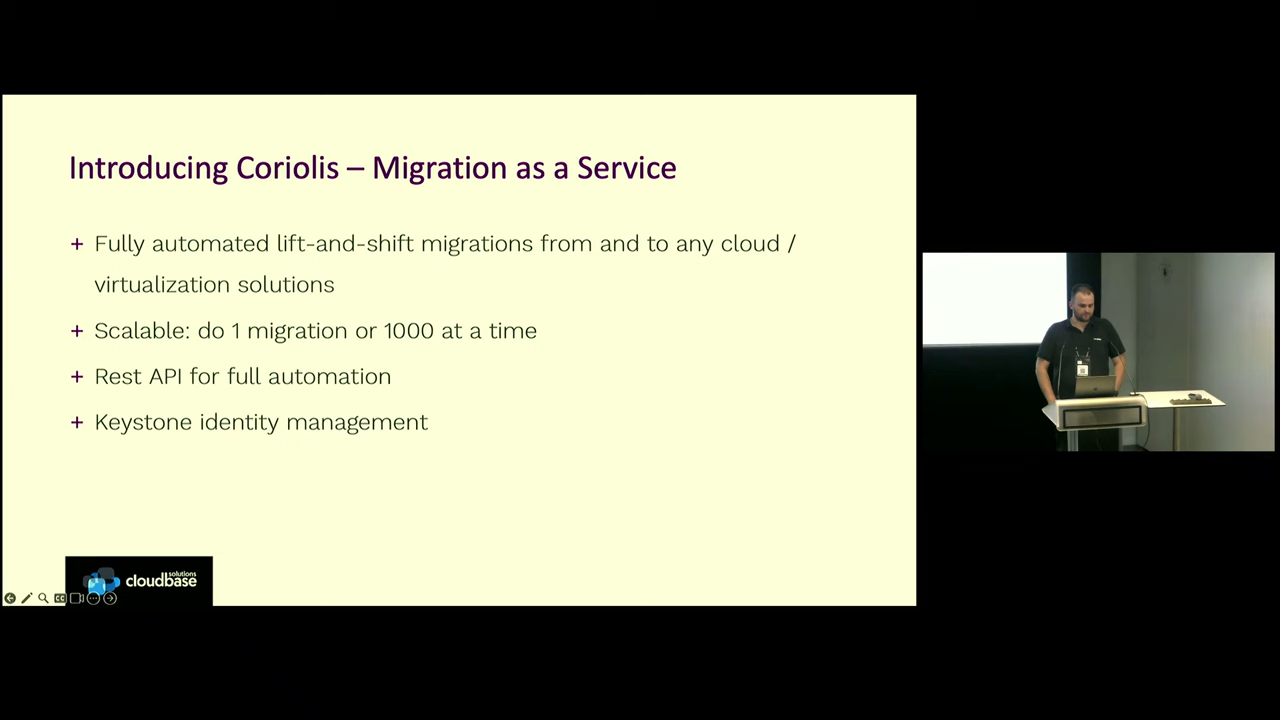 Introducing Coriolis – Migration as a Service
+ Fully automated lift-and-shift migrations from and to any cloud /
virtualization solutions
+ Scalable: do 1 migration or 1000 at a time
+ Rest API for full automation
+ Keystone identity management
cloudbase solutions